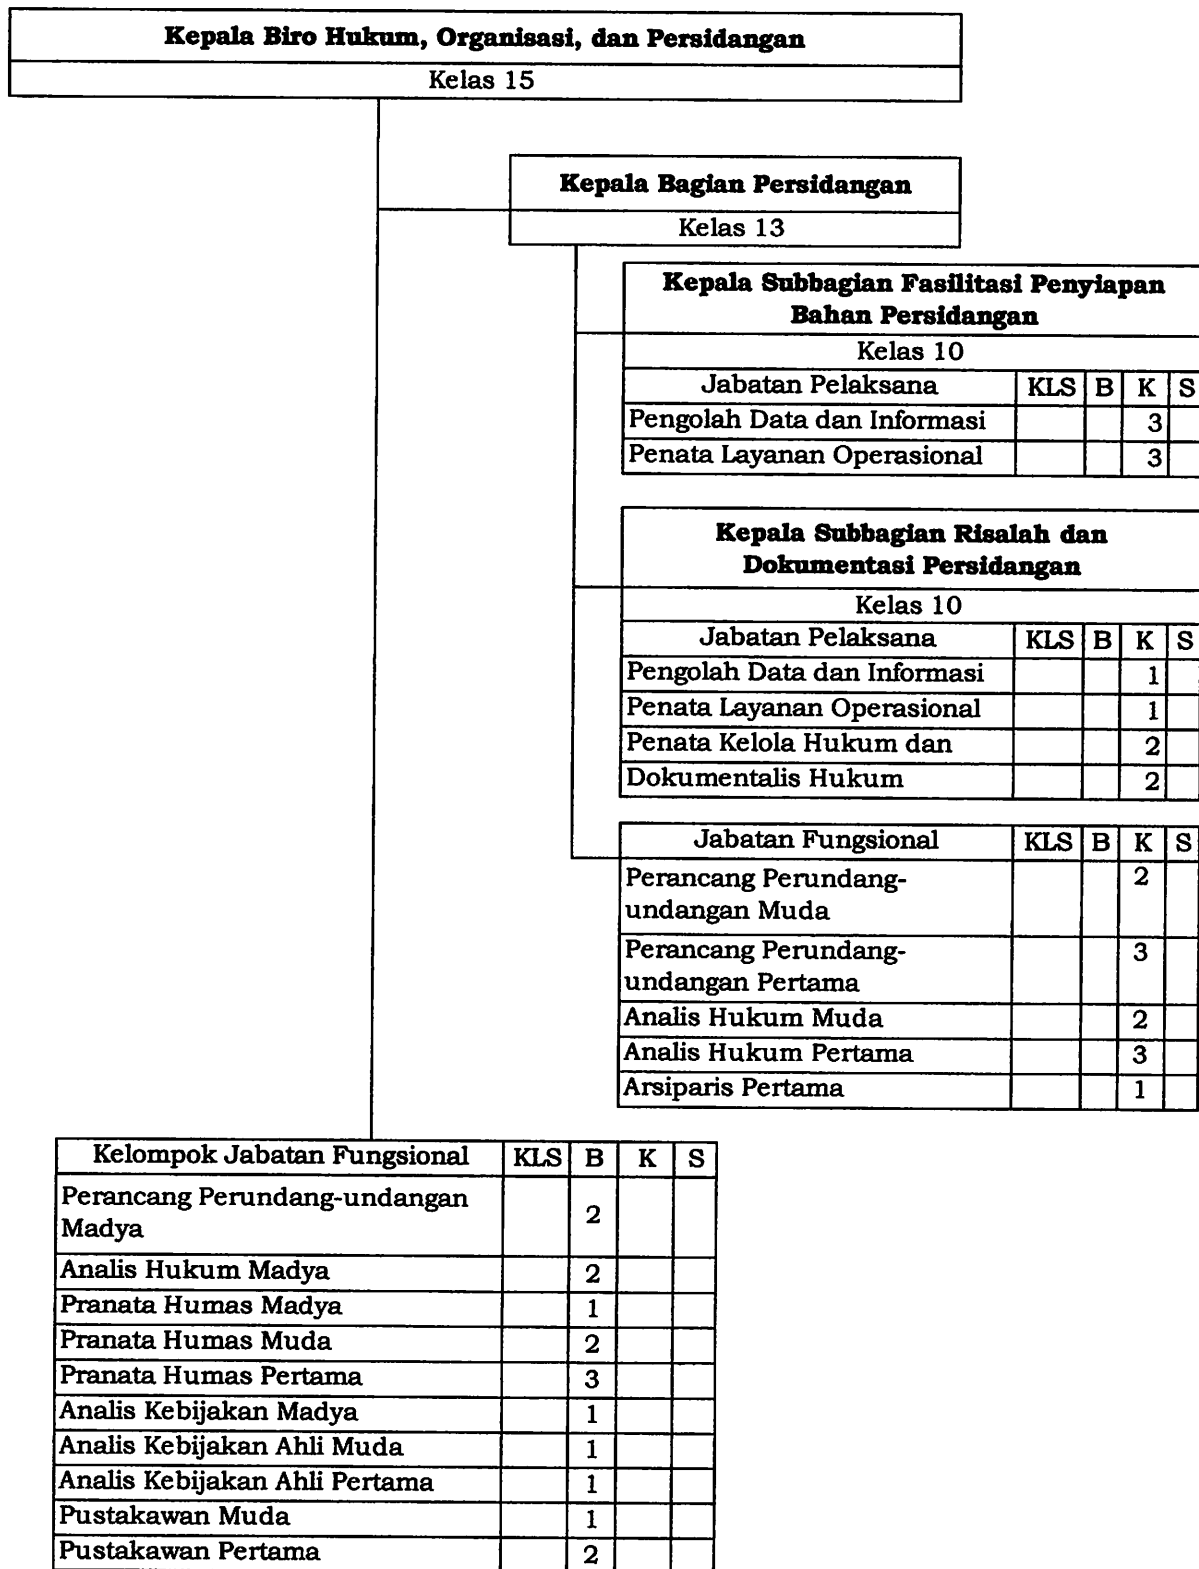 Kepala Biro Hukum, Organisasi, dan Persidangan
Kelas 15
Kepala Bagian Persidangan
Kelas 13
Kepala Subbagian Fasilitasi Penyiapan
Bahan Persidangan
Kelas 10
Jabatan Pelaksana KLS B K S
Pengolah Data dan Informasi 3
Penata Layanan Operasional 3
Kepala Subbagian Risalah dan
Dokumentasi Persidangan
Kelas 10
Jabatan Pelaksana KLS B K S
Pengolah Data dan Informasi 1
Penata Layanan Operasional 1
Penata Kelola Hukum dan 2
Dokumentalis Hukum 2
Jabatan Fungsional KLS B K S
Perancang Perundang- 2
undangan Muda
Perancang Perundang- 3
undangan Pertama
Analis Hukum Muda 2
Analis Hukum Pertama 3
Arsiparis Pertama 1
Kelompok Jabatan Fungsional KLS B K S
Perancang Perundang-undangan
Madya 2
Analis Hukum Madya 2
Pranata Humas Madya 1
Pranata Humas Muda 2
Pranata Humas Pertama 3
Analis Kebijakan Madya 1
Analis Kebijakan Ahli Muda 1
Analis Kebijakan Ahli Pertama 1
Pustakawan Muda 1
Pustakawan Pertama 2